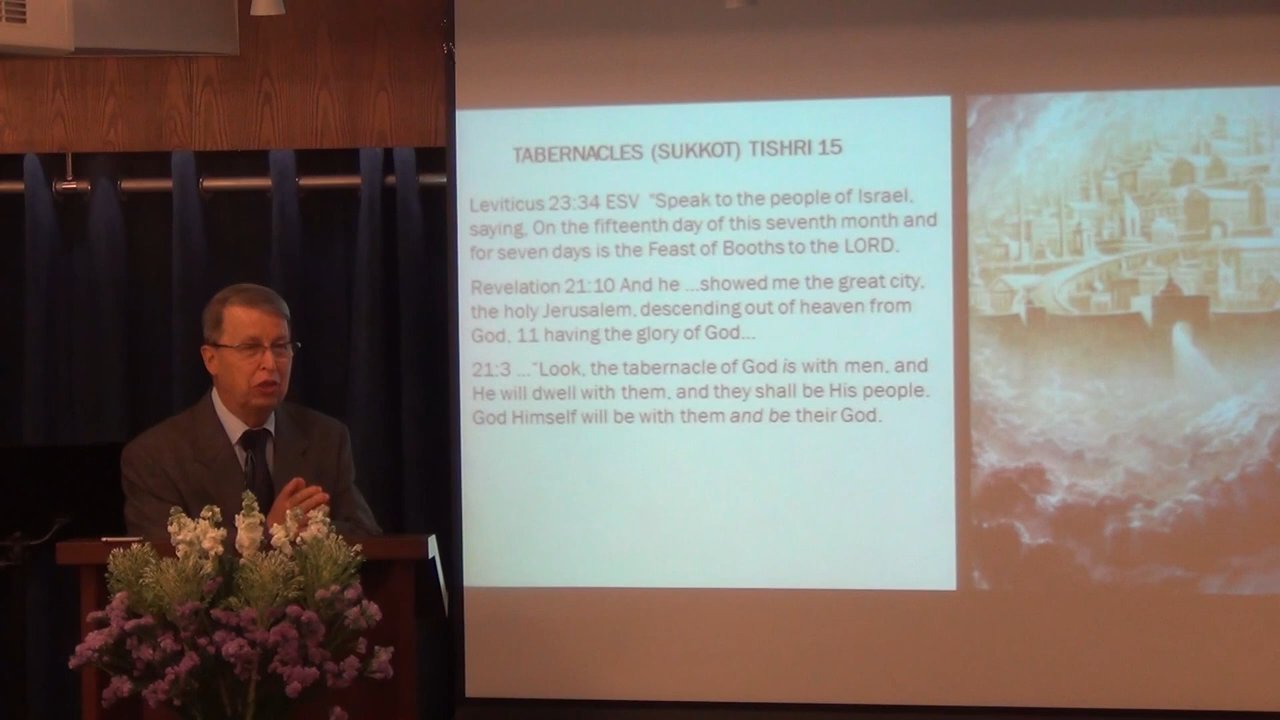 TABERNACLES (SUKKOT) TISHRI 15
Leviticus 23:34 ESV "Speak to the people of Israel,
saying, On the fifteenth day of this seventh month and
for seven days is the Feast of Booths to the LORD.
Revelation 21:10 And he ...showed me the great city,
the holy Jerusalem, descending out of heaven from
God, 11 having the glory of God...
21:3 ..."Look, the tabernacle of God is with men, and
He will dwell with them, and they shall be His people.
God Himself will be with them and be their God.